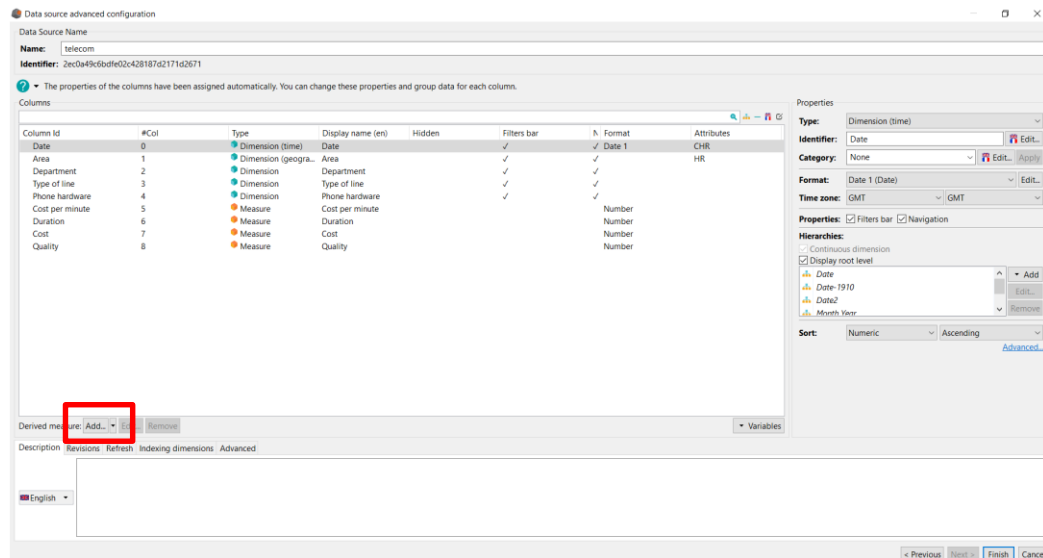 Data source advanced configuration
Data Source Name
Name: telecom
Identifier: 2ec0a49c6bdfe02c428187d2171d2671
The properties of the columns have been assigned automatically. You can change these properties and group data for each column.
Columns
Column Id #Col Type Display name (en) Hidden Filters bar N Format Attributes
Date 0 Dimension (time) Date ✓ ✓ Date 1 CHR
Area 1 Dimension (geogra... Area ✓ ✓ HR
Department 2 Dimension Department ✓ ✓
Type of line 3 Dimension Type of line ✓ ✓
Phone hardware 4 Dimension Phone hardware ✓ ✓
Cost per minute 5 Measure Cost per minute Number
Duration 6 Measure Duration Number
Cost 7 Measure Cost Number
Quality 8 Measure Quality Number
Derived measure: Add... Remove
Variables
Properties
Type: Dimension (time)
Identifier: Date Edit...
Category: None Edit... Apply
Format: Date 1 (Date) Edit...
Time zone: GMT GMT
Properties: Filters bar Navigation
Hierarchies:
Continuous dimension
Display root level
Date Add
Date-1910 Edit...
Date2 Remove
Month Year
Sort: Numeric Ascending
Advanced...
Description Revisions Refresh Indexing dimensions Advanced
English
< Previous Next > Finish Cance